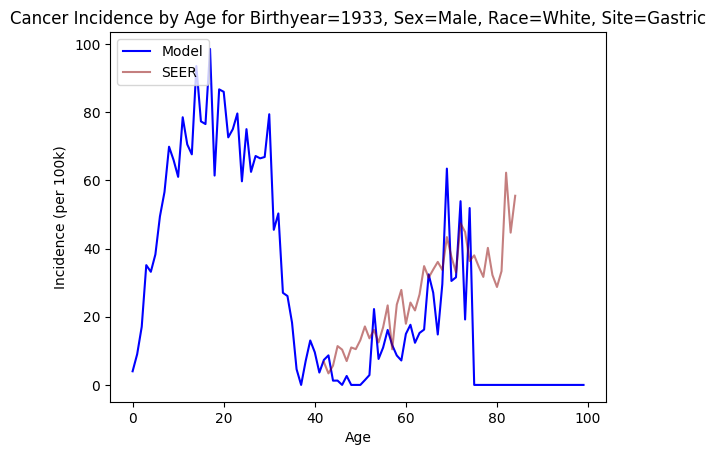 Cancer Incidence by Age for Birthyear=1933, Sex=Male, Race=White, Site=Gastric
Model
SEER
100
80
60
40
20
0
Incidence (per 100k)
0 20 40 60 80 100
Age